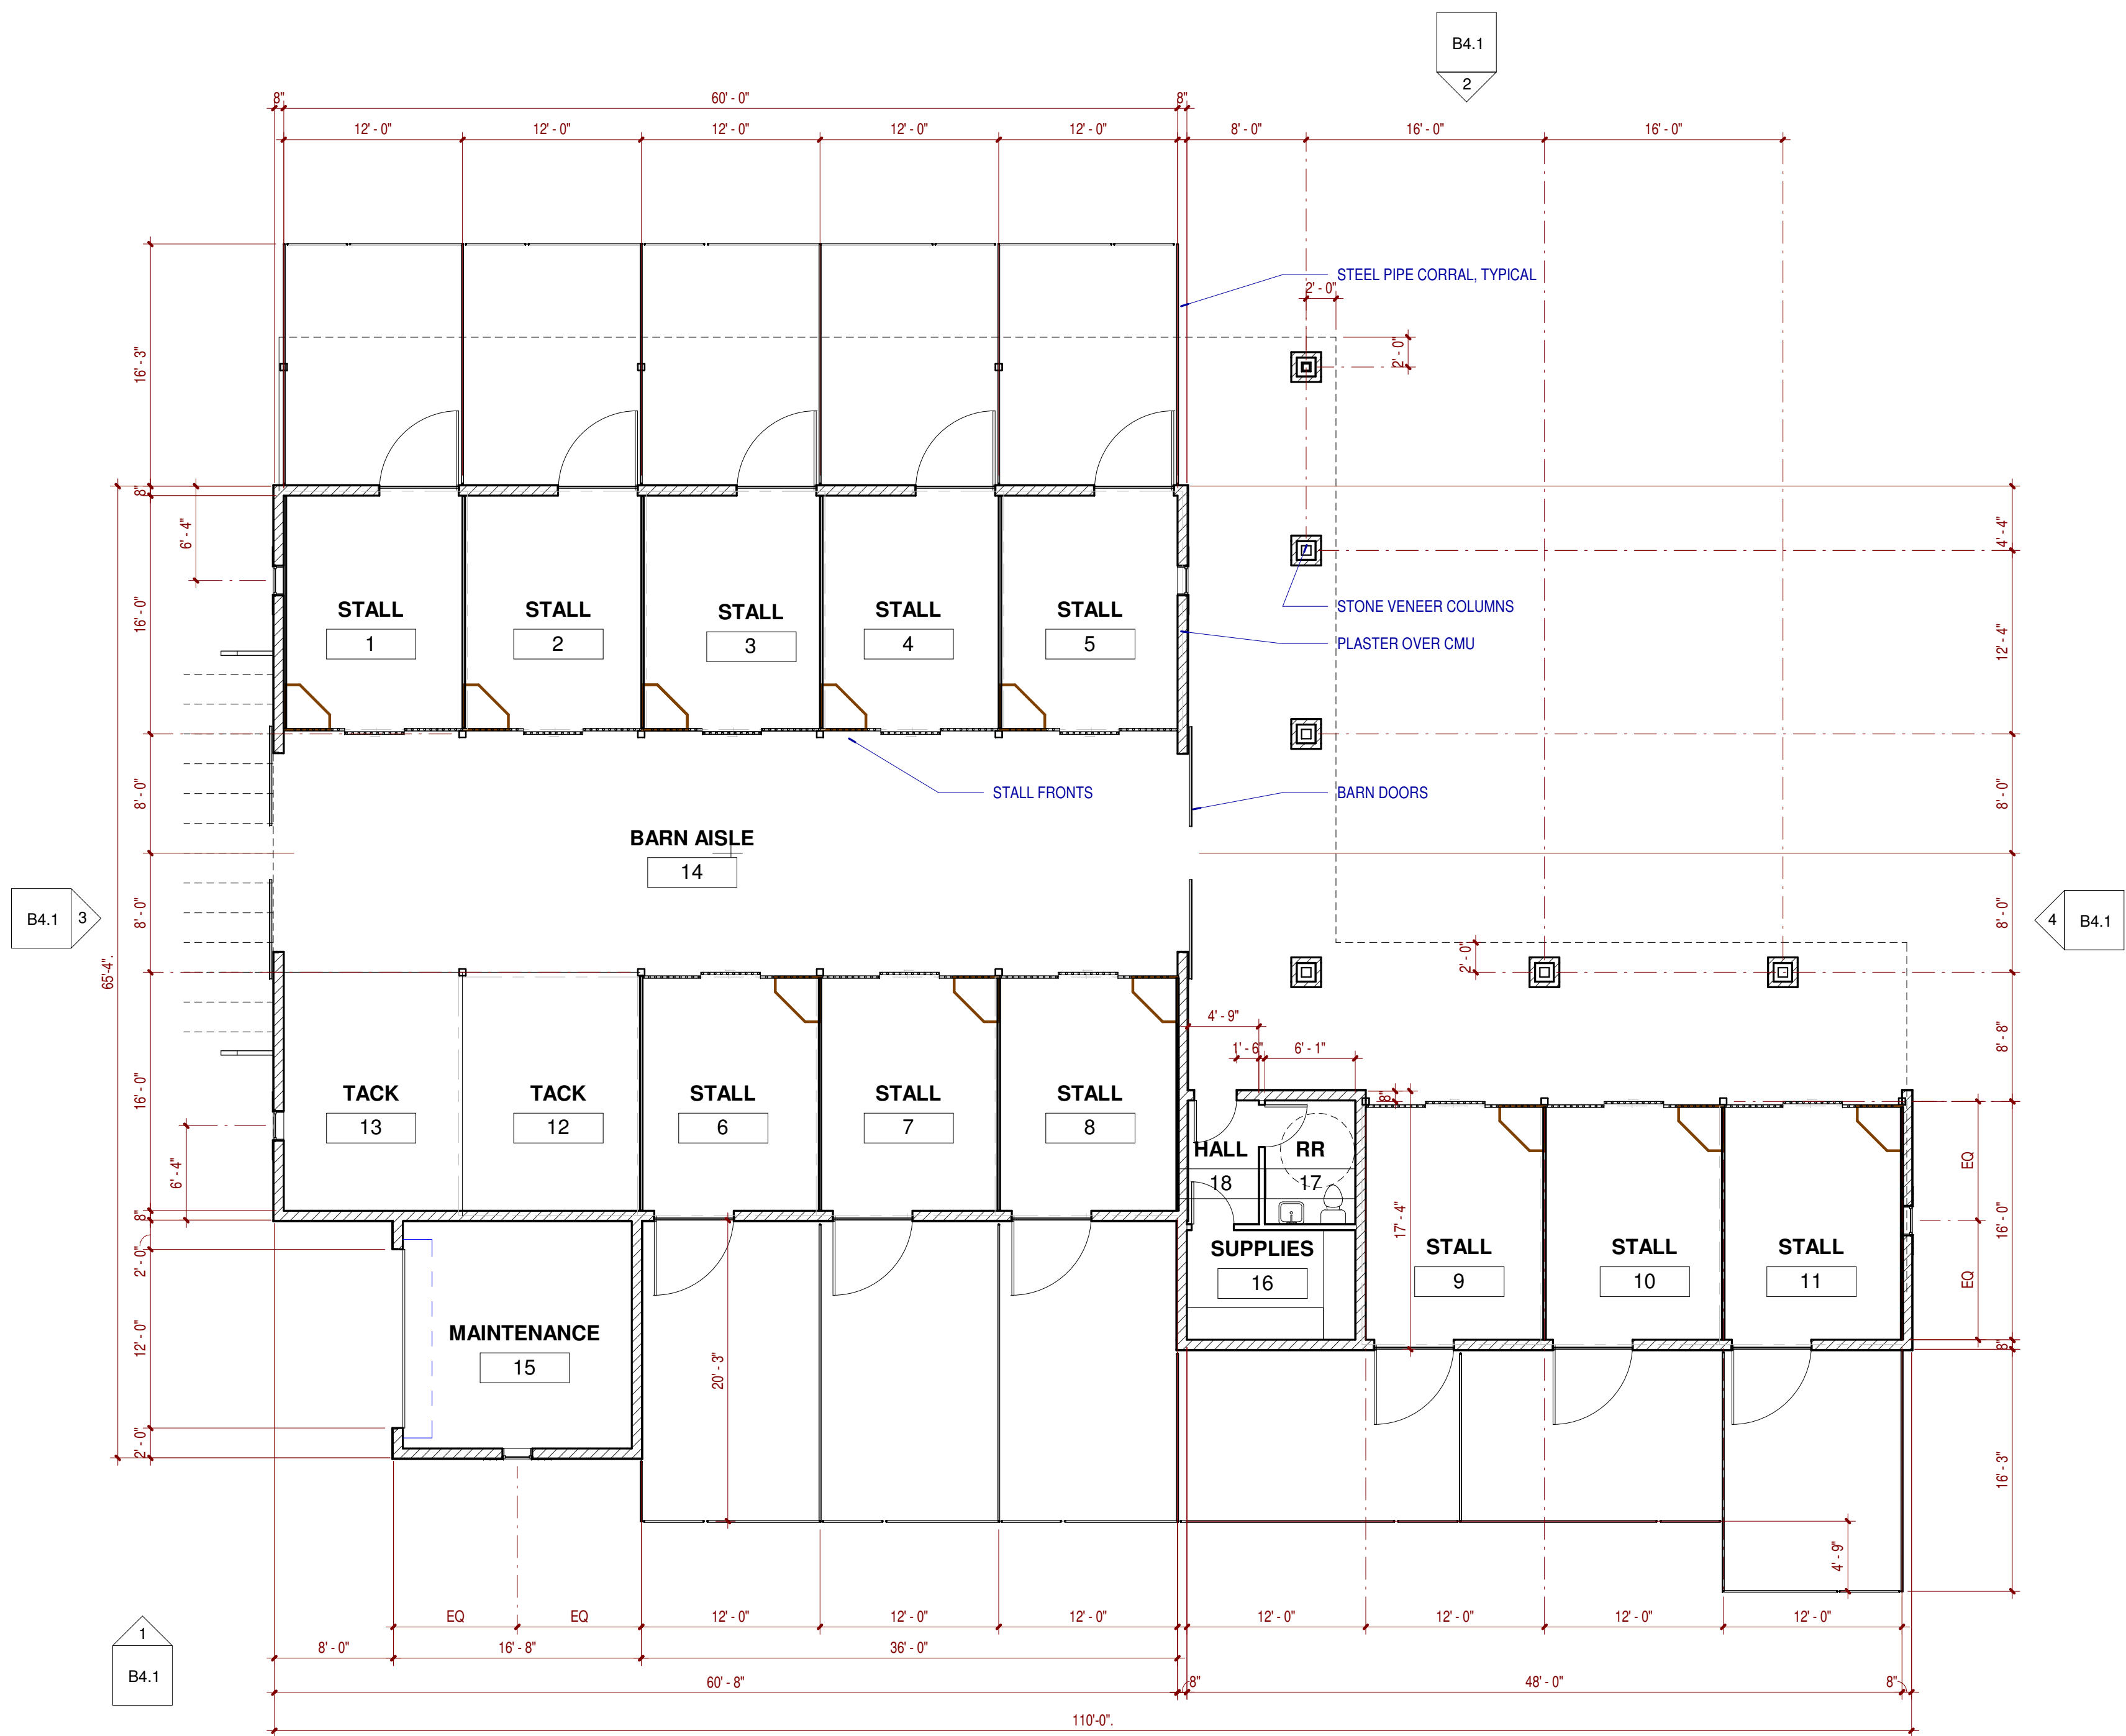 B4.1
2
8" 60' - 0" 8"
12' - 0" 12' - 0" 12' - 0" 12' - 0" 12' - 0" 8' - 0" 16' - 0" 16' - 0"
STEEL PIPE CORRAL, TYPICAL
2' - 0"
2' - 0"
16' - 3"
8"
6' - 4"
4' - 4"
STALL STALL STALL STALL STALL
1 2 3 4 5
STONE VENEER COLUMNS
PLASTER OVER CMU
16' - 0"
12' - 4"
STALL FRONTS
BARN DOORS
8' - 0"
8' - 0"
BARN AISLE
14
B4.1 3
4 B4.1
8' - 0"
8' - 0"
65'-4".
2' - 0"
4' - 9"
1' - 6" 6' - 1"
8' - 8"
8"
16' - 0"
6' - 4"
TACK TACK STALL STALL STALL
13 12 6 7 8
HALL RR
18 17
EQ
EQ
16' - 0"
17' - 4"
SUPPLIES
16
STALL STALL STALL
9 10 11
8"
2' - 0"
12' - 0"
2' - 0"
MAINTENANCE
15
20' - 3"
8"
16' - 3"
4' - 9"
EQ EQ 12' - 0" 12' - 0" 12' - 0" 12' - 0" 12' - 0" 12' - 0" 12' - 0"
8' - 0" 16' - 8" 36' - 0"
1
B4.1
60' - 8" 8" 48' - 0" 8"
110'-0".